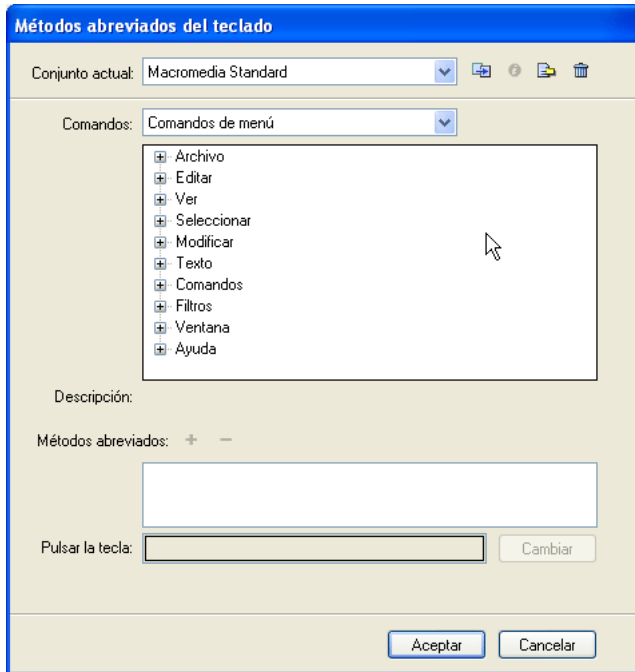 Métodos abreviados del teclado
Conjunto actual: Macromedia Standard
Comandos: Comandos de menú
Archivo
Editar
Ver
Seleccionar
Modificar
Texto
Comandos
Filtros
Ventana
Ayuda
Descripción:
Métodos abreviados: + −
Pulsar la tecla: Cambiar
Aceptar Cancelar